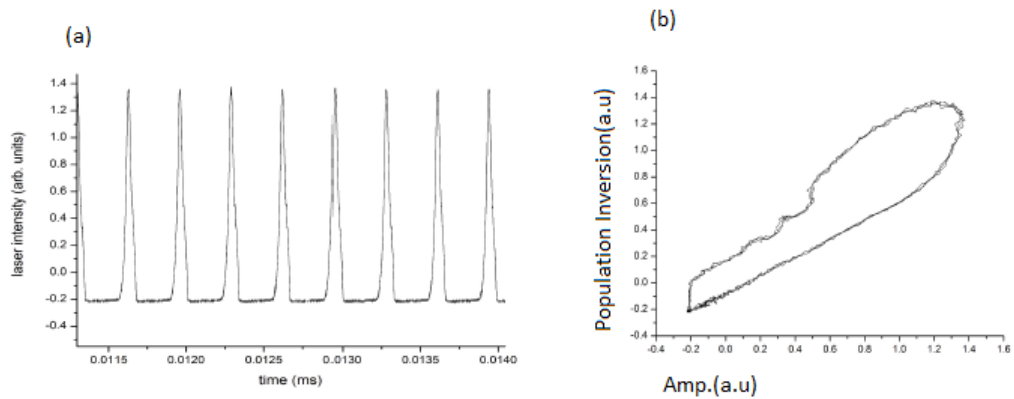 (a)
1.4
1.2
1.0
0.8
0.6
0.4
0.2
0.0
-0.2
-0.4
laser intensity (arb. units)
0.0115 0.0120 0.0125 0.0130 0.0135 0.0140
time (ms)
(b)
1.6
1.4
1.2
1.0
0.8
0.6
0.4
0.2
0.0
-0.2
-0.4
Population Inversion(a.u)
-0.4 -0.2 0.0 0.2 0.4 0.6 0.8 1.0 1.2 1.4 1.6
Amp.(a.u)